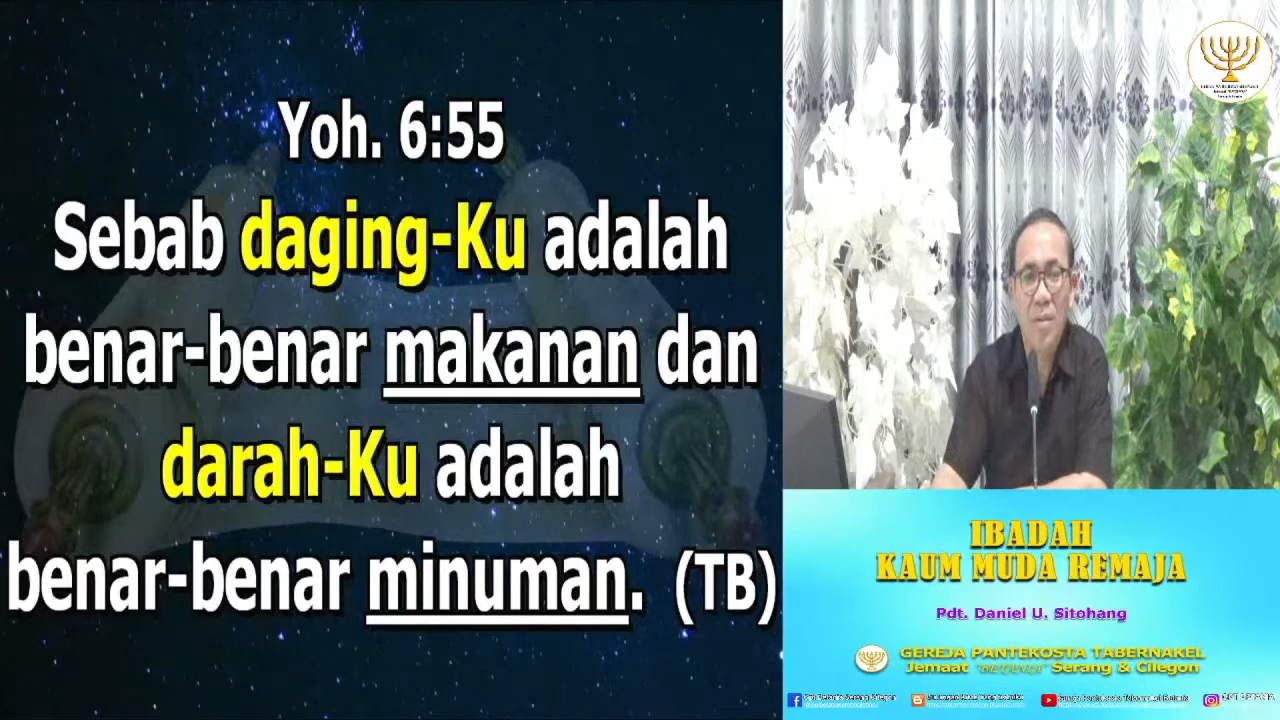 Yoh. 6:55
Sebab daging-Ku adalah
benar-benar makanan dan
darah-Ku adalah
benar-benar minuman. (TB)
IBADAH
KAUM MUDA REMAJA
Pdt. Daniel U. Sitohang
GEREJA PANTEKOSTA TABERNAKEL
Jemaat "BETANIA" Serang & Cilegon